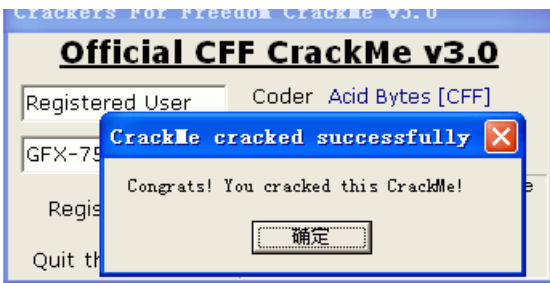 Crackers For Freedom CrackMe v3.0
Official CFF CrackMe v3.0
Registered User
Coder Acid Bytes [CFF]
GFX-75
CrackMe cracked successfully
Congrats! You cracked this CrackMe!
Regis
确定
Quit th